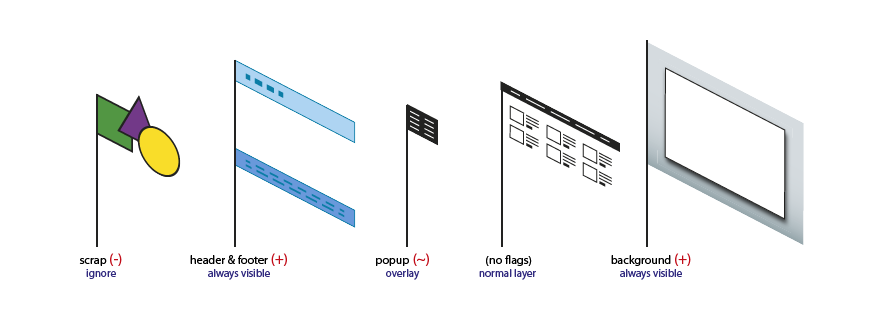 scrap (-)
ignore
header & footer (+)
always visible
popup (~)
overlay
(no flags)
normal layer
background (+)
always visible